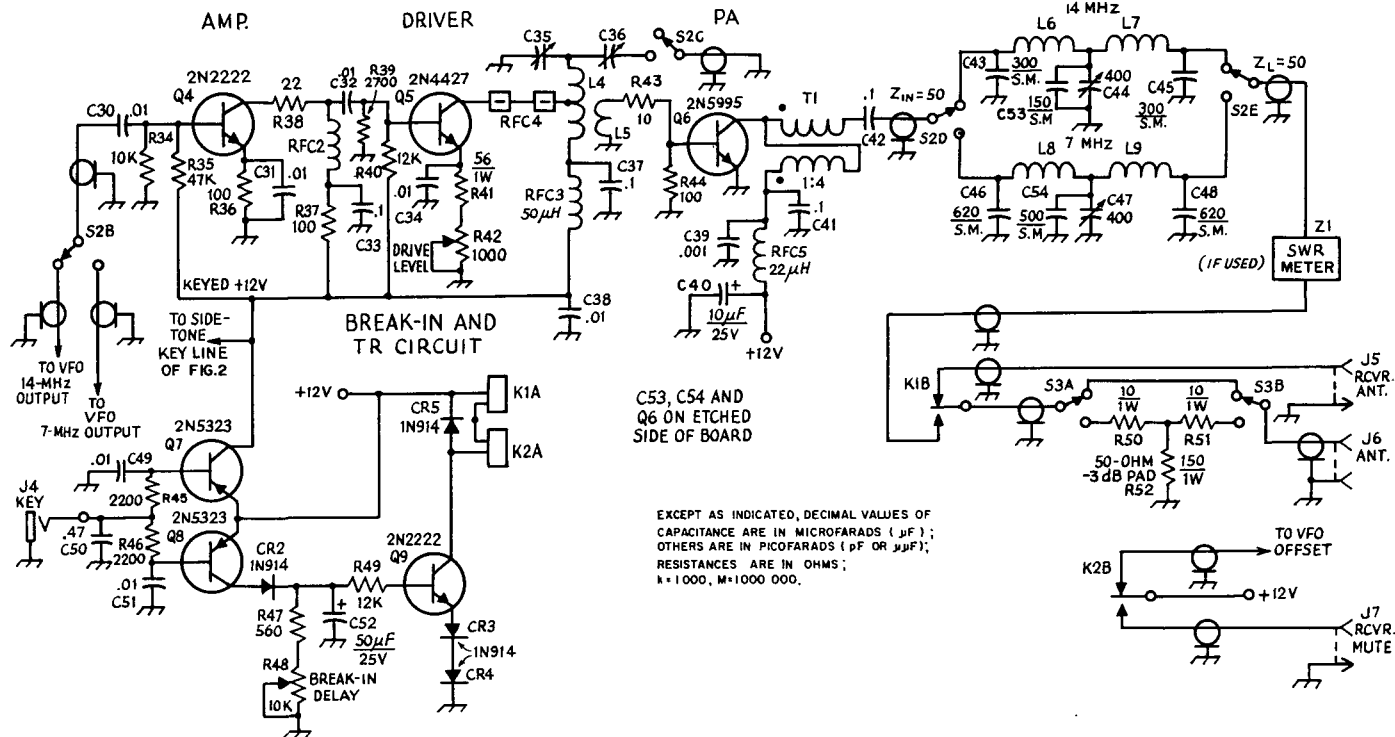 AMP.
DRIVER
PA
14 MHz
L6
L7
C35
C36
S2C
C43
300
S.M.
C53
150
S.M
400
C44
C45
300
S.M.
ZL=50
S2E
2N2222
Q4
22
R38
.01
C32
R39
2700
2N4427
Q5
L4
L5
R43
10
2N5995
Q6
T1
.1
C42
ZIN=50
S2D
C30
.01
R34
10K
R35
47K
100
R36
C31
.01
RFC2
R37
100
.1
C33
12K
R40
.01
C34
56
1W
R41
DRIVE
LEVEL
R42
1000
RFC4
RFC3
50µH
C37
.1
R44
100
1:4
.1
C41
C39
.001
RFC5
22µH
C40
+
10µF
25V
+12V
7 MHz
L8
L9
C46
620
S.M.
C54
500
S.M.
C47
400
C48
620
S.M.
Z1
SWR
METER
(IF USED)
S2B
KEYED +12V
C38
.01
TO SIDE-
TONE
KEY LINE
OF FIG.2
BREAK-IN AND
TR CIRCUIT
TO VFO
14-MHz
OUTPUT
TO
VFO
7-MHz OUTPUT
+12V
CR5
1N914
K1A
K2A
C53, C54 AND
Q6 ON ETCHED
SIDE OF BOARD
K1B
S3A
S3B
10
1W
R50
10
1W
R51
50-OHM
-3 dB PAD
R52
150
1W
J5
RCVR.
ANT.
J6
ANT.
2N5323
Q7
.01
C49
2200
R45
J4
KEY
.47
C50
R46
2200
2N5323
Q8
.01
C51
CR2
1N914
R47
560
R48
10K
BREAK-IN
DELAY
+
C52
50µF
25V
R49
12K
2N2222
Q9
CR3
1N914
CR4
EXCEPT AS INDICATED, DECIMAL VALUES OF
CAPACITANCE ARE IN MICROFARADS (µF);
OTHERS ARE IN PICOFARADS (pF OR µµF);
RESISTANCES ARE IN OHMS;
k=1000, M=1000 000.
TO VFO
OFFSET
K2B
+12V
J7
RCVR.
MUTE